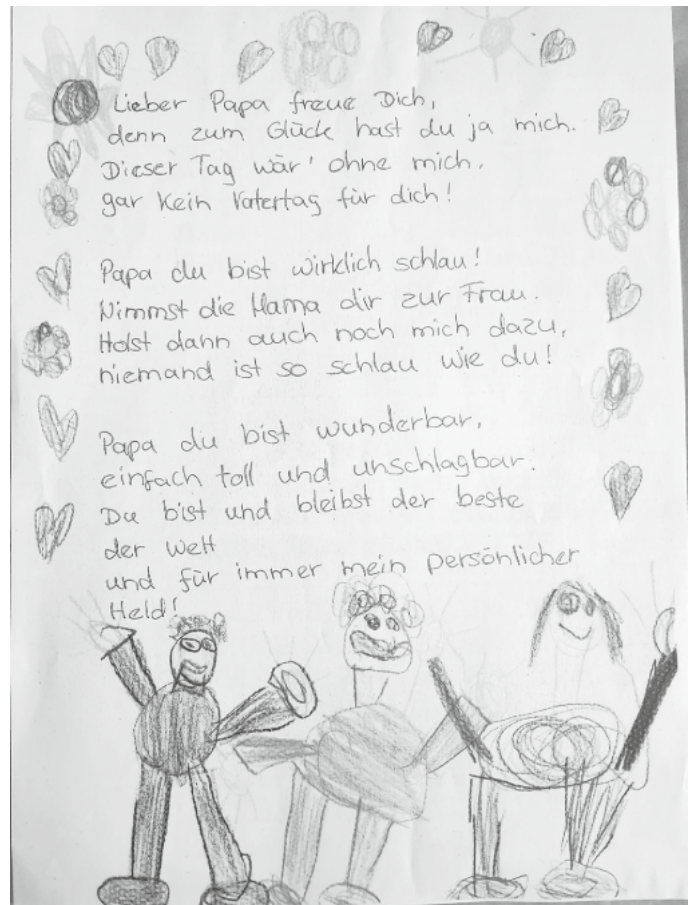 Lieber Papa freue Dich,
denn zum Glück hast du ja mich.
Dieser Tag wär' ohne mich,
gar kein Vatertag für dich!
Papa du bist wirklich schlau!
Nimmst die Mama dir zur Frau.
Holst dann auch noch mich dazu,
niemand ist so schlau wie du!
Papa du bist wunderbar,
einfach toll und unschlagbar!
Du bist und bleibst der beste
der Welt
und für immer mein persönlicher
Held!